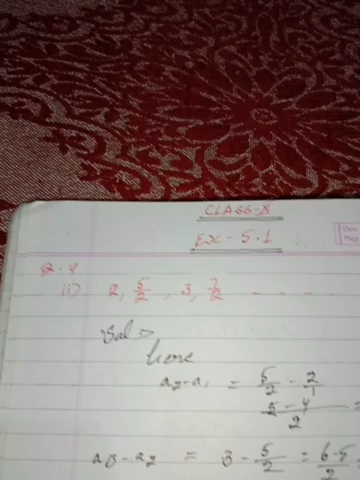 CLASS-X
EX - 5.1
Q.4
ii) 2, 5/2, 3, 7/2 - - - - .
Sol =>
here
a2-a1 = 5/2 - 2/1
5-4/2 =
a3-a2 = 3 - 5/2 = 6-5/2